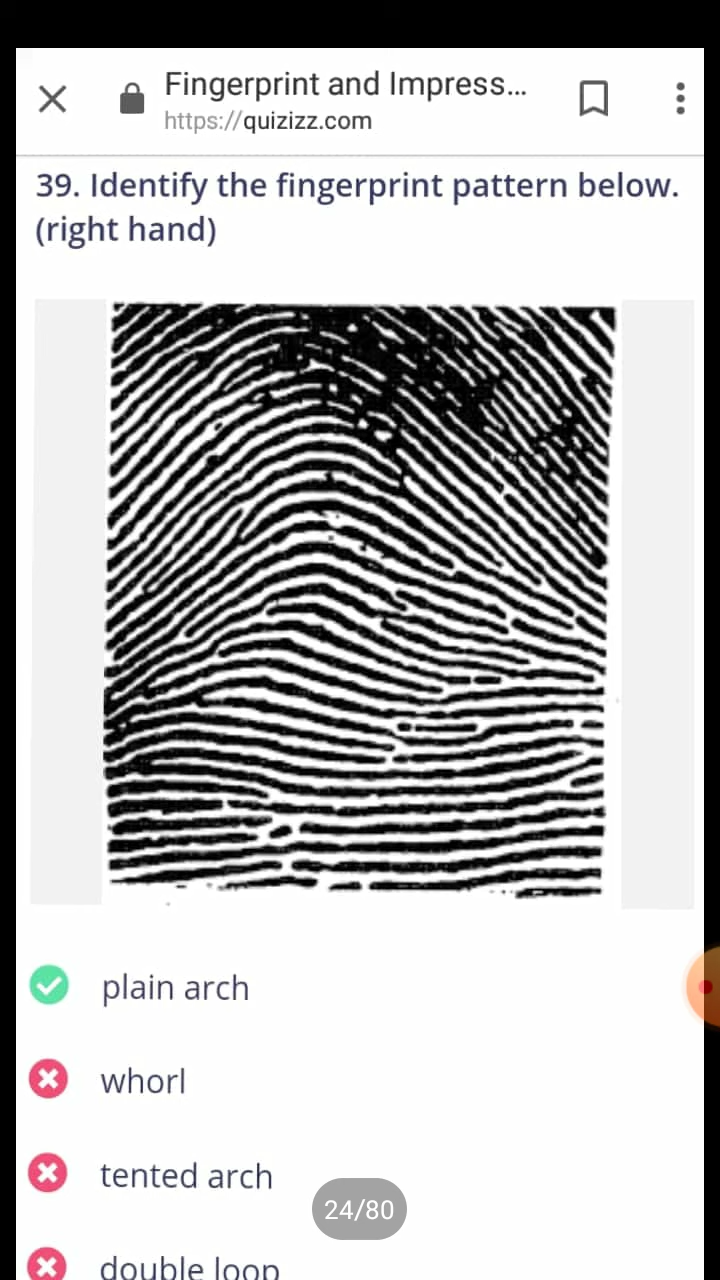 Fingerprint and Impress...
https://quizizz.com
39. Identify the fingerprint pattern below.
(right hand)
plain arch
whorl
tented arch
24/80
double loop